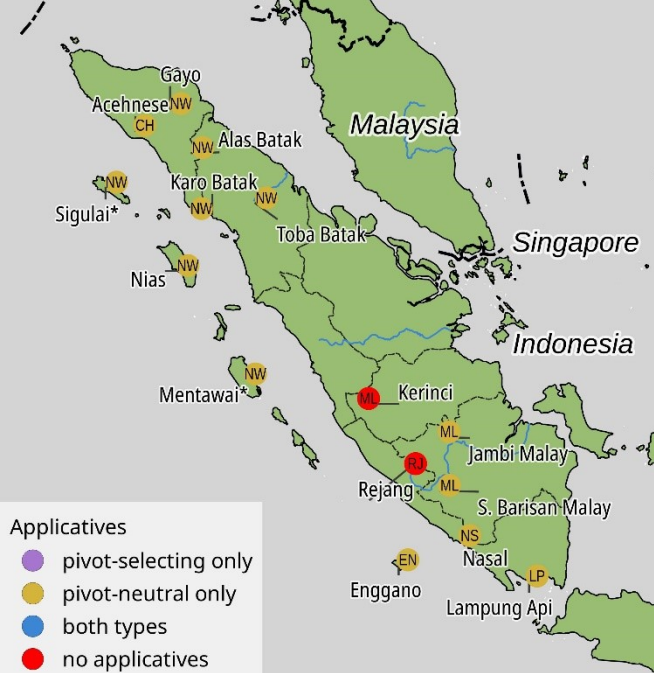 Gayo
NW
Acehnese
CH
Malaysia
NW
Alas Batak
Karo Batak
NW
NW
NW
Sigulai*
Toba Batak
Singapore
NW
Nias
Indonesia
NW
Mentawai*
Kerinci
ML
ML
Jambi Malay
RJ
Rejang
ML
S. Barisan Malay
NS
Nasal
EN
Enggano
LP
Lampung Api
Applicatives
pivot-selecting only
pivot-neutral only
both types
no applicatives